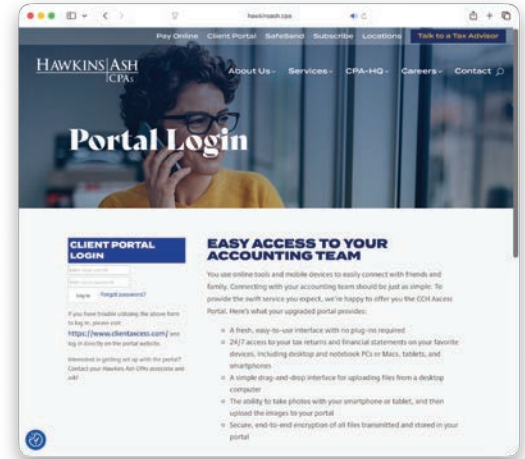 hawkinsash.cpa
Pay Online Client Portal SafeSend Subscribe Locations Talk to a Tax Advisor
HAWKINS|ASH
CPAs
About Us Services CPA-HQ Careers Contact
Portal Login
CLIENT PORTAL
LOGIN
Log In Forgot password?
If you have trouble utilizing the above form
to log in, please visit
https://www.clientaxcess.com/ and
log in directly on the portal website.
Interested in getting set up with the portal?
Contact your Hawkins Ash CPAs associate and
ask!
EASY ACCESS TO YOUR
ACCOUNTING TEAM
You use online tools and mobile devices to easily connect with friends and
family. Connecting with your accounting team should be just as simple. To
provide the swift service you expect, we're happy to offer you the CCH Axcess
Portal. Here's what your upgraded portal provides:
A fresh, easy-to-use interface with no plug-ins required
24/7 access to your tax returns and financial statements on your favorite
devices, including desktop and notebook PCs or Macs, tablets, and
smartphones
A simple drag-and-drop interface for uploading files from a desktop
computer
The ability to take photos with your smartphone or tablet, and then
upload the images to your portal
Secure, end-to-end encryption of all files transmitted and stored in your
portal